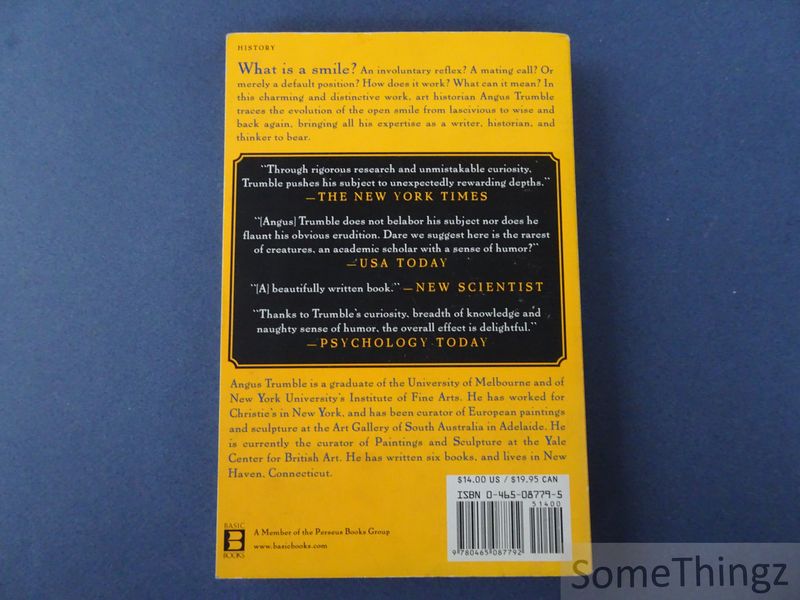 HISTORY
What is a smile? An involuntary reflex? A mating call? Or
merely a default position? How does it work? What can it mean? In
this charming and distinctive work, art historian Angus Trumble
traces the evolution of the open smile from lascivious to wise and
back again, bringing all his expertise as a writer, historian, and
thinker to bear.
"Through rigorous research and unmistakable curiosity,
Trumble pushes his subject to unexpectedly rewarding depths."
—THE NEW YORK TIMES
"[Angus] Trumble does not belabor his subject nor does he
flaunt his obvious erudition. Dare we suggest here is the rarest
of creatures, an academic scholar with a sense of humor?"
—USA TODAY
"[A] beautifully written book." —NEW SCIENTIST
"Thanks to Trumble's curiosity, breadth of knowledge and
naughty sense of humor, the overall effect is delightful."
—PSYCHOLOGY TODAY
Angus Trumble is a graduate of the University of Melbourne and of
New York University's Institute of Fine Arts. He has worked for
Christie's in New York, and has been curator of European paintings
and sculpture at the Art Gallery of South Australia in Adelaide. He
is currently the curator of Paintings and Sculpture at the Yale
Center for British Art. He has written six books, and lives in New
Haven, Connecticut.
$14.00 US / $19.95 CAN
ISBN 0-465-08779-5
51400
9 780465 087792
BASIC
B
BOOKS
A Member of the Perseus Books Group
www.basicbooks.com
SomeThingz